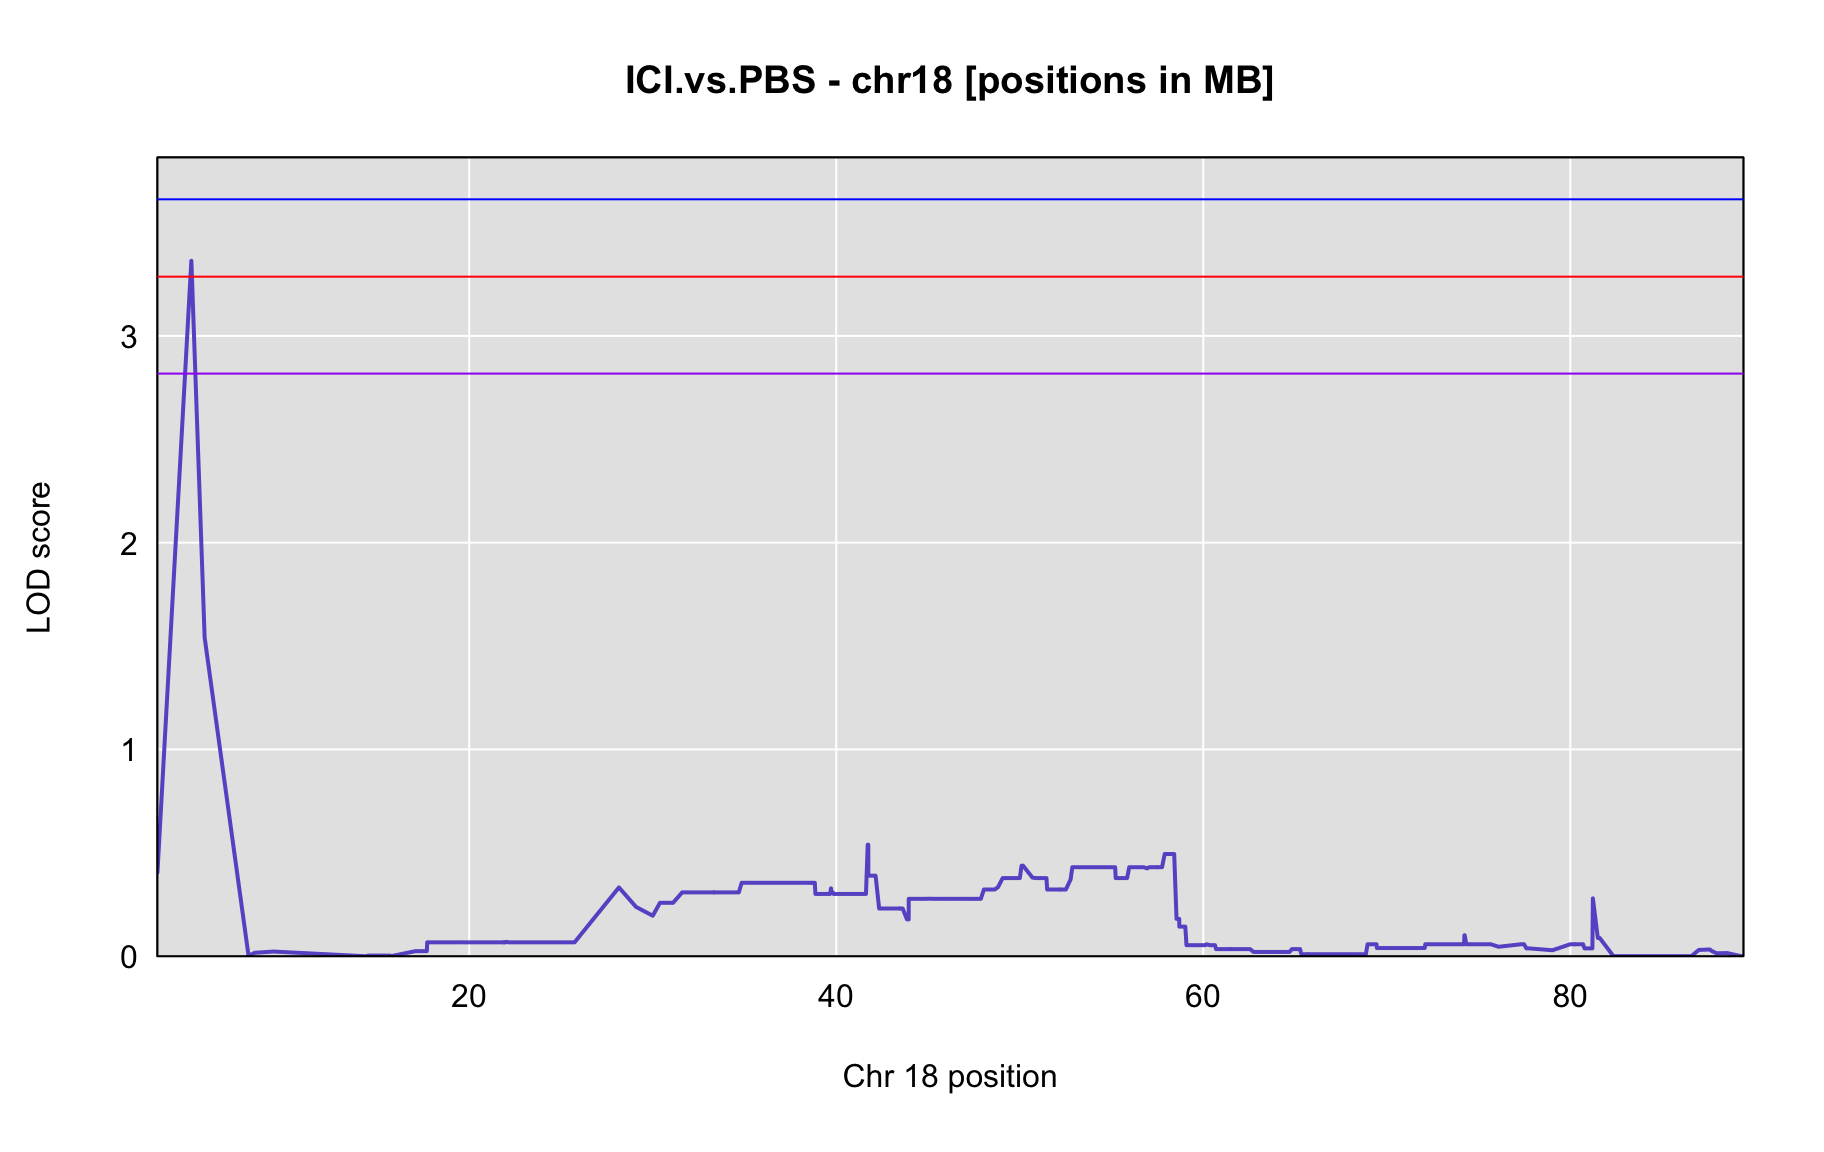 ICI.vs.PBS - chr18 [positions in MB]
3
2
1
0
LOD score
20 40 60 80
Chr 18 position